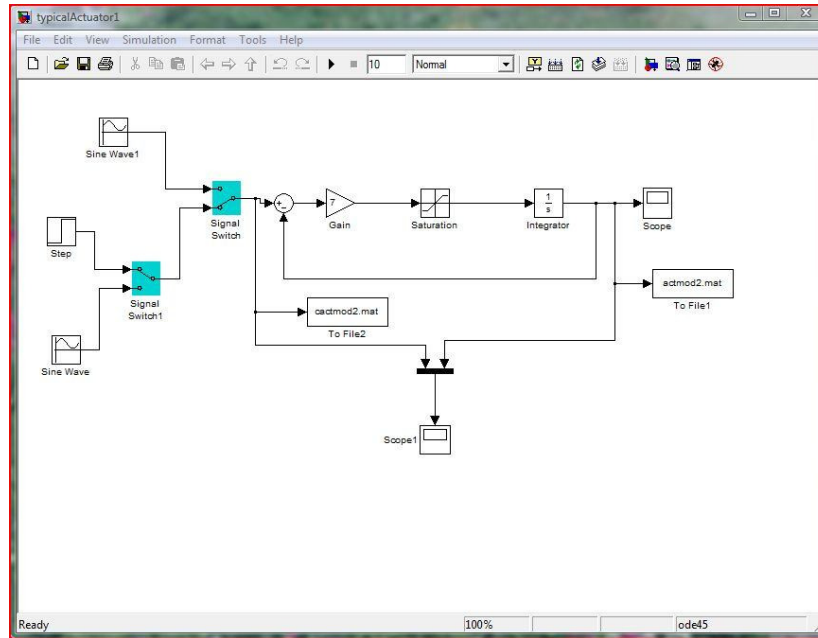 typicalActuator1
File Edit View Simulation Format Tools Help
10 Normal
Sine Wave1
Signal
Switch
+
-
7
Gain
Saturation
1
s
Integrator
Scope
Step
Signal
Switch1
actmod2.mat
To File1
cactmod2.mat
To File2
Sine Wave
Scope1
Ready 100% ode45